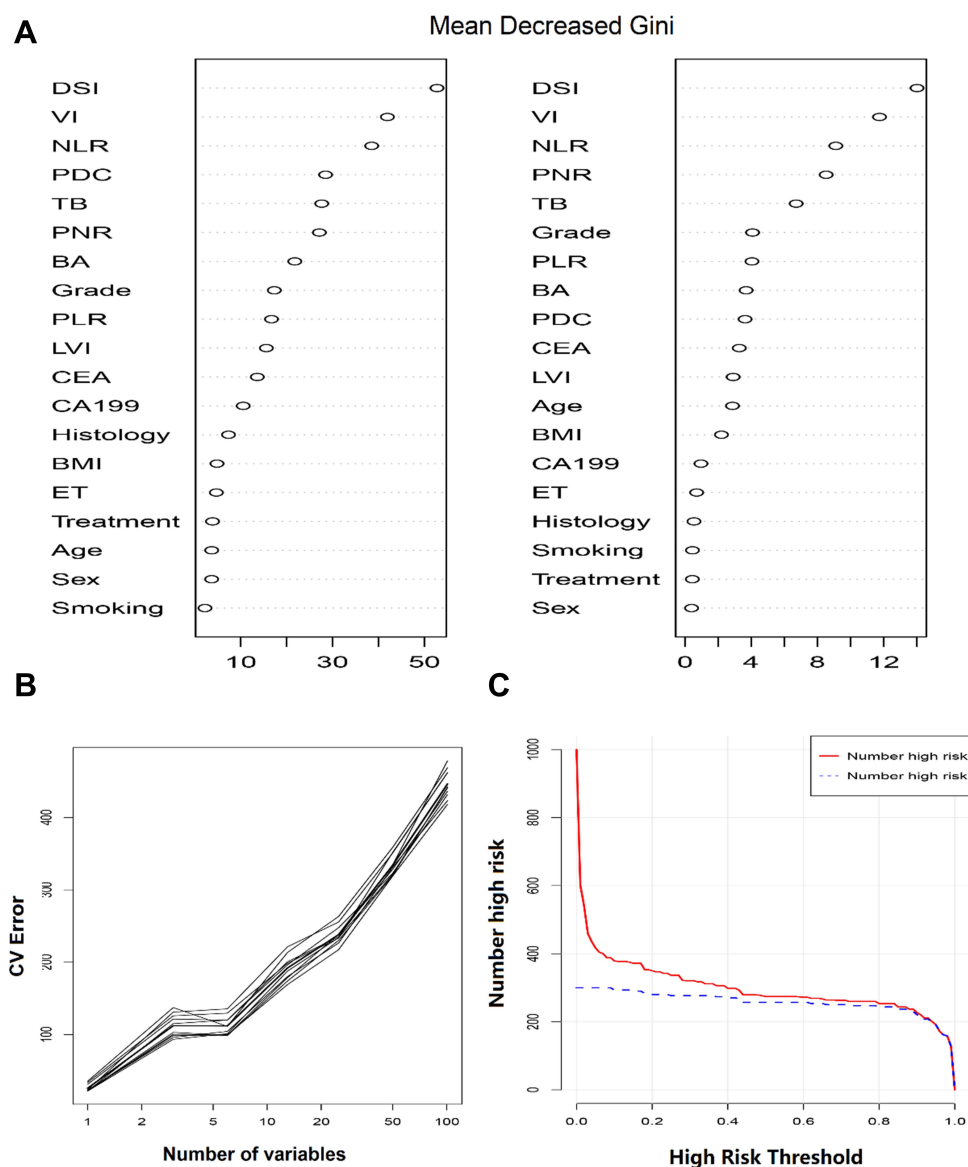 A
Mean Decreased Gini
DSI
VI
NLR
PDC
TB
PNR
BA
Grade
PLR
LVI
CEA
CA199
Histology
BMI
ET
Treatment
Age
Sex
Smoking
10 30 50
DSI
VI
NLR
PNR
TB
Grade
PLR
BA
PDC
CEA
LVI
Age
BMI
CA199
ET
Histology
Smoking
Treatment
Sex
0 4 8 12
B
CV Error
400
300
200
100
1 2 5 10 20 50 100
Number of variables
C
Number high risk
1000
800
600
400
200
0
Number high risk
Number high risk
0.0 0.2 0.4 0.6 0.8 1.0
High Risk Threshold